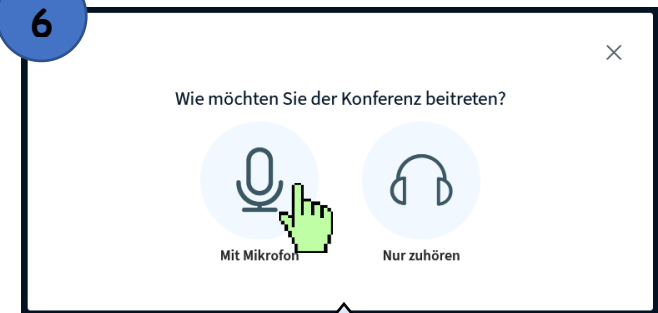 6
Wie möchten Sie der Konferenz beitreten?
Mit Mikrofon
Nur zuhören